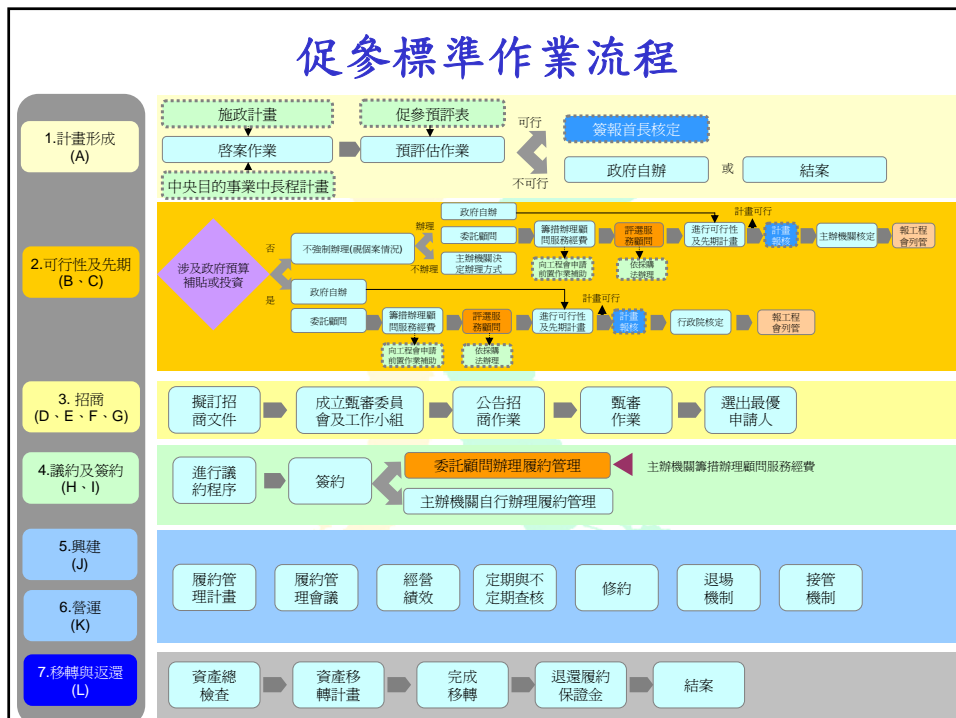 促參標準作業流程
1.計畫形成
(A)
施政計畫
促參預評表
啓案作業
預評估作業
中央目的事業中長程計畫
可行
不可行
簽報首長核定
政府自辦
或
結案
2.可行性及先期
(B、C)
涉及政府預算
補貼或投資
否
是
不強制辦理(視個案情況)
辦理
不辦理
政府自辦
委託顧問
主辦機關決
定辦理方式
籌措辦理顧
問服務經費
向工程會申請
前置作業補助
評選服
務顧問
依採購
法辦理
進行可行性
及先期計畫
計畫可行
計畫
報核
主辦機關核定
報工程
會列管
政府自辦
委託顧問
籌措辦理顧
問服務經費
向工程會申請
前置作業補助
評選服
務顧問
依採購
法辦理
進行可行性
及先期計畫
計畫可行
計畫
報核
行政院核定
報工程
會列管
3. 招商
(D、E、F、G)
擬訂招
商文件
成立甄審委員
會及工作小組
公告招
商作業
甄審
作業
選出最優
申請人
4.議約及簽約
(H、I)
進行議
約程序
簽約
委託顧問辦理履約管理
主辦機關籌措辦理顧問服務經費
主辦機關自行辦理履約管理
5.興建
(J)
6.營運
(K)
履約管
理計畫
履約管
理會議
經營
績效
定期與不
定期查核
修約
退場
機制
接管
機制
7.移轉與返還
(L)
資產總
檢查
資產移
轉計畫
完成
移轉
退還履約
保證金
結案